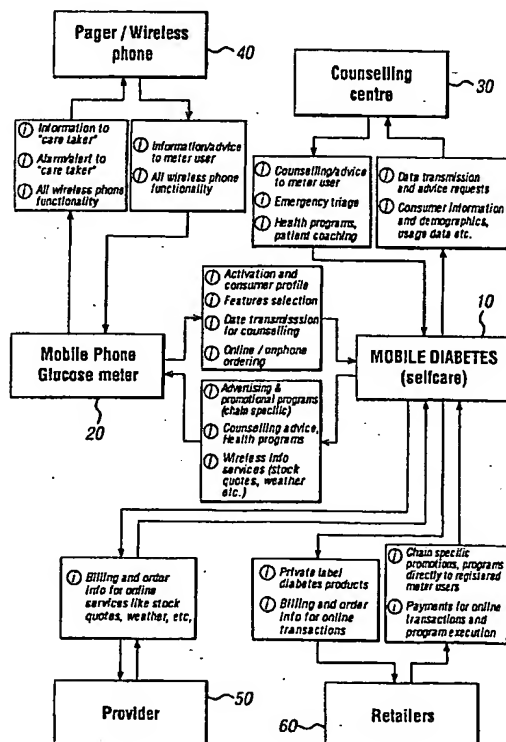 Pager / Wireless
phone
40
Counselling
centre
30
Information to
"care taker"
Alarm/alert to
"care taker"
All wireless phone
functionality
Information/advice
to meter user
All wireless phone
functionality
Counselling/advice
to meter user
Emergency triage
Health programs,
patient coaching
Data transmission
and advice requests
Consumer Information
and demographics,
usage data etc.
Activation and
consumer profile
Features selection
Date transmisssion
for counselling
Online / onphone
ordering
10
Mobile Phone
Glucose meter
20
MOBILE DIABETES
(selfcare)
Advertising &
promotional programs
(chain specific)
Counselling advice,
Health programs
Wireless Info
services (stock
quotes, weather
etc.)
Billing and order
Info for online
services like stock
quotes, weather, etc,
Private label
diabetes products
Billing and order
Info for online
transactions
Chain specific
promotions, programs
directly to registered
meter users
Payments for online
transactions and
program execution
Provider
50
60
Retailers